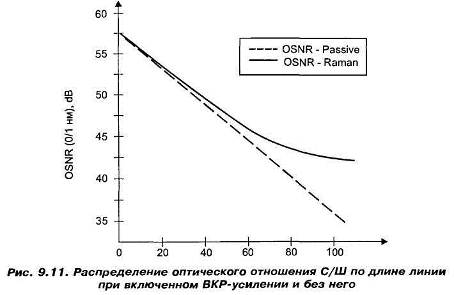 60
55
50
45
40
35
OSNR (0/1 нм), dB
OSNR - Passive
OSNR - Raman
0 20 40 60 80 100
Рис. 9.11. Распределение оптического отношения С/Ш по длине линии
при включенном ВКР-усилении и без него